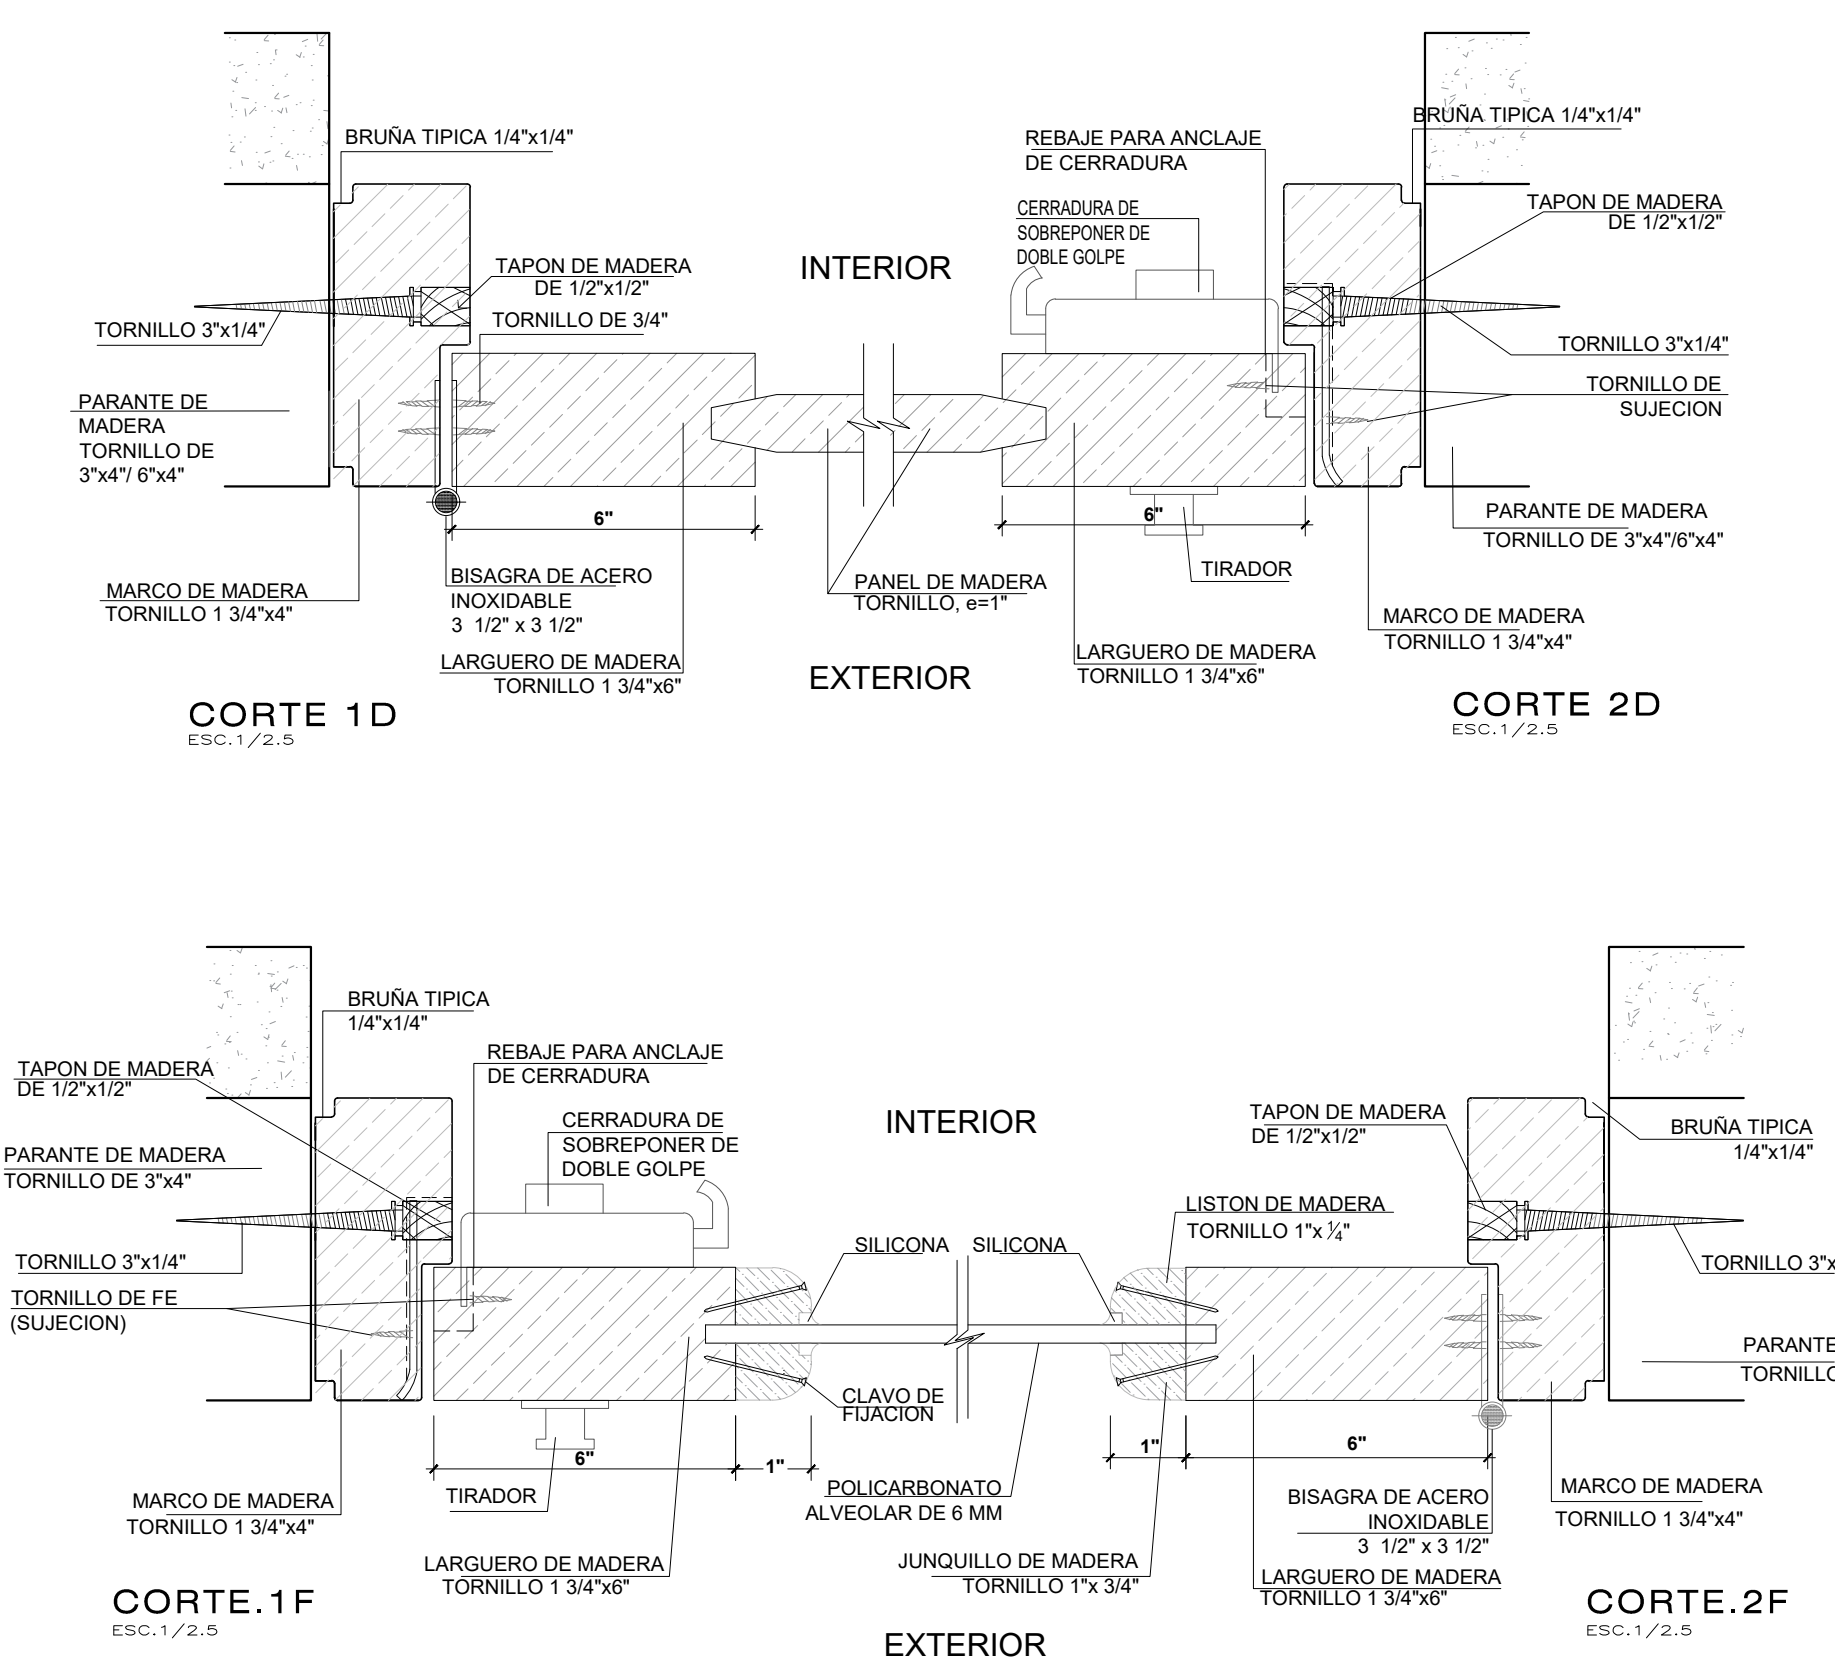 BRUÑA TIPICA 1/4"x1/4"
TAPON DE MADERA
DE 1/2"x1/2"
TORNILLO DE 3/4"
TORNILLO 3"x1/4"
PARANTE DE
MADERA
TORNILLO DE
3"x4"/ 6"x4"
MARCO DE MADERA
TORNILLO 1 3/4"x4"
6"
BISAGRA DE ACERO
INOXIDABLE
3 1/2" x 3 1/2"
LARGUERO DE MADERA
TORNILLO 1 3/4"x6"
CORTE 1D
ESC.1/2.5
INTERIOR
PANEL DE MADERA
TORNILLO, e=1"
EXTERIOR
BRUÑA TIPICA 1/4"x1/4"
REBAJE PARA ANCLAJE
DE CERRADURA
CERRADURA DE
SOBREPONER DE
DOBLE GOLPE
TAPON DE MADERA
DE 1/2"x1/2"
TORNILLO 3"x1/4"
TORNILLO DE
SUJECION
6"
TIRADOR
PARANTE DE MADERA
TORNILLO DE 3"x4"/6"x4"
MARCO DE MADERA
TORNILLO 1 3/4"x4"
LARGUERO DE MADERA
TORNILLO 1 3/4"x6"
CORTE 2D
ESC.1/2.5
BRUÑA TIPICA
1/4"x1/4"
TAPON DE MADERA
DE 1/2"x1/2"
REBAJE PARA ANCLAJE
DE CERRADURA
CERRADURA DE
SOBREPONER DE
DOBLE GOLPE
PARANTE DE MADERA
TORNILLO DE 3"x4"
TORNILLO 3"x1/4"
TORNILLO DE FE
(SUJECION)
SILICONA
CLAVO DE
FIJACION
6"
1"
TIRADOR
MARCO DE MADERA
TORNILLO 1 3/4"x4"
LARGUERO DE MADERA
TORNILLO 1 3/4"x6"
CORTE.1F
ESC.1/2.5
INTERIOR
POLICARBONATO
ALVEOLAR DE 6 MM
EXTERIOR
TAPON DE MADERA
DE 1/2"x1/2"
BRUÑA TIPICA
1/4"x1/4"
LISTON DE MADERA
TORNILLO 1"x 1/4"
SILICONA
TORNILLO 3"x
PARANTE
TORNILLO
1"
6"
BISAGRA DE ACERO
INOXIDABLE
3 1/2" x 3 1/2"
MARCO DE MADERA
TORNILLO 1 3/4"x4"
JUNQUILLO DE MADERA
TORNILLO 1"x 3/4"
LARGUERO DE MADERA
TORNILLO 1 3/4"x6"
CORTE.2F
ESC.1/2.5